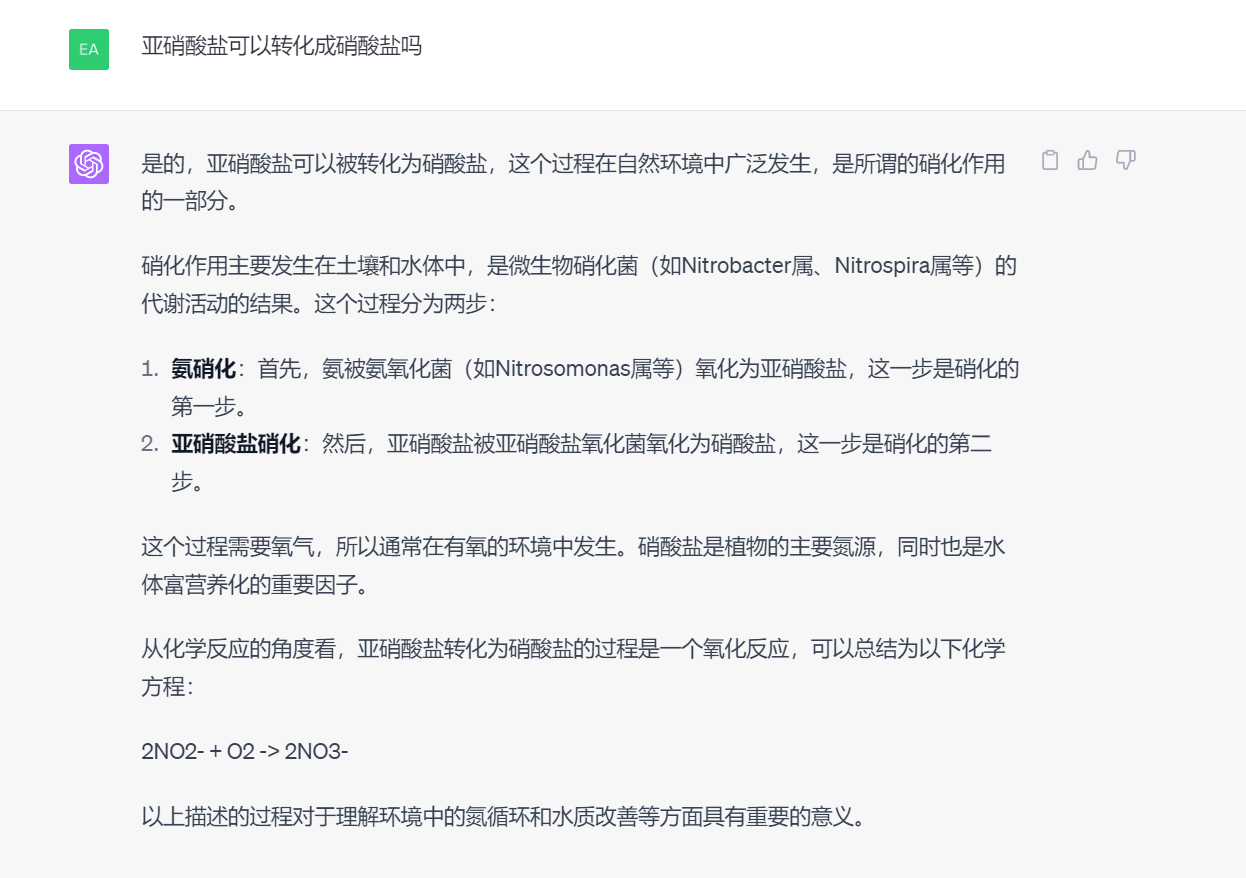 EA
亚硝酸盐可以转化成硝酸盐吗
是的，亚硝酸盐可以被转化为硝酸盐，这个过程在自然环境中广泛发生，是所谓的硝化作用
的一部分。
硝化作用主要发生在土壤和水体中，是微生物硝化菌（如Nitrobacter属、Nitrospira属等）的
代谢活动的结果。这个过程分为两步：
1. 氨硝化：首先，氨被氨氧化菌（如Nitrosomonas属等）氧化为亚硝酸盐，这一步是硝化的
第一步。
2. 亚硝酸盐硝化：然后，亚硝酸盐被亚硝酸盐氧化菌氧化为硝酸盐，这一步是硝化的第二
步。
这个过程需要氧气，所以通常在有氧的环境中发生。硝酸盐是植物的主要氮源，同时也是水
体富营养化的重要因子。
从化学反应的角度看，亚硝酸盐转化为硝酸盐的过程是一个氧化反应，可以总结为以下化学
方程：
2NO2- + O2 -> 2NO3-
以上描述的过程对于理解环境中的氮循环和水质改善等方面具有重要的意义。